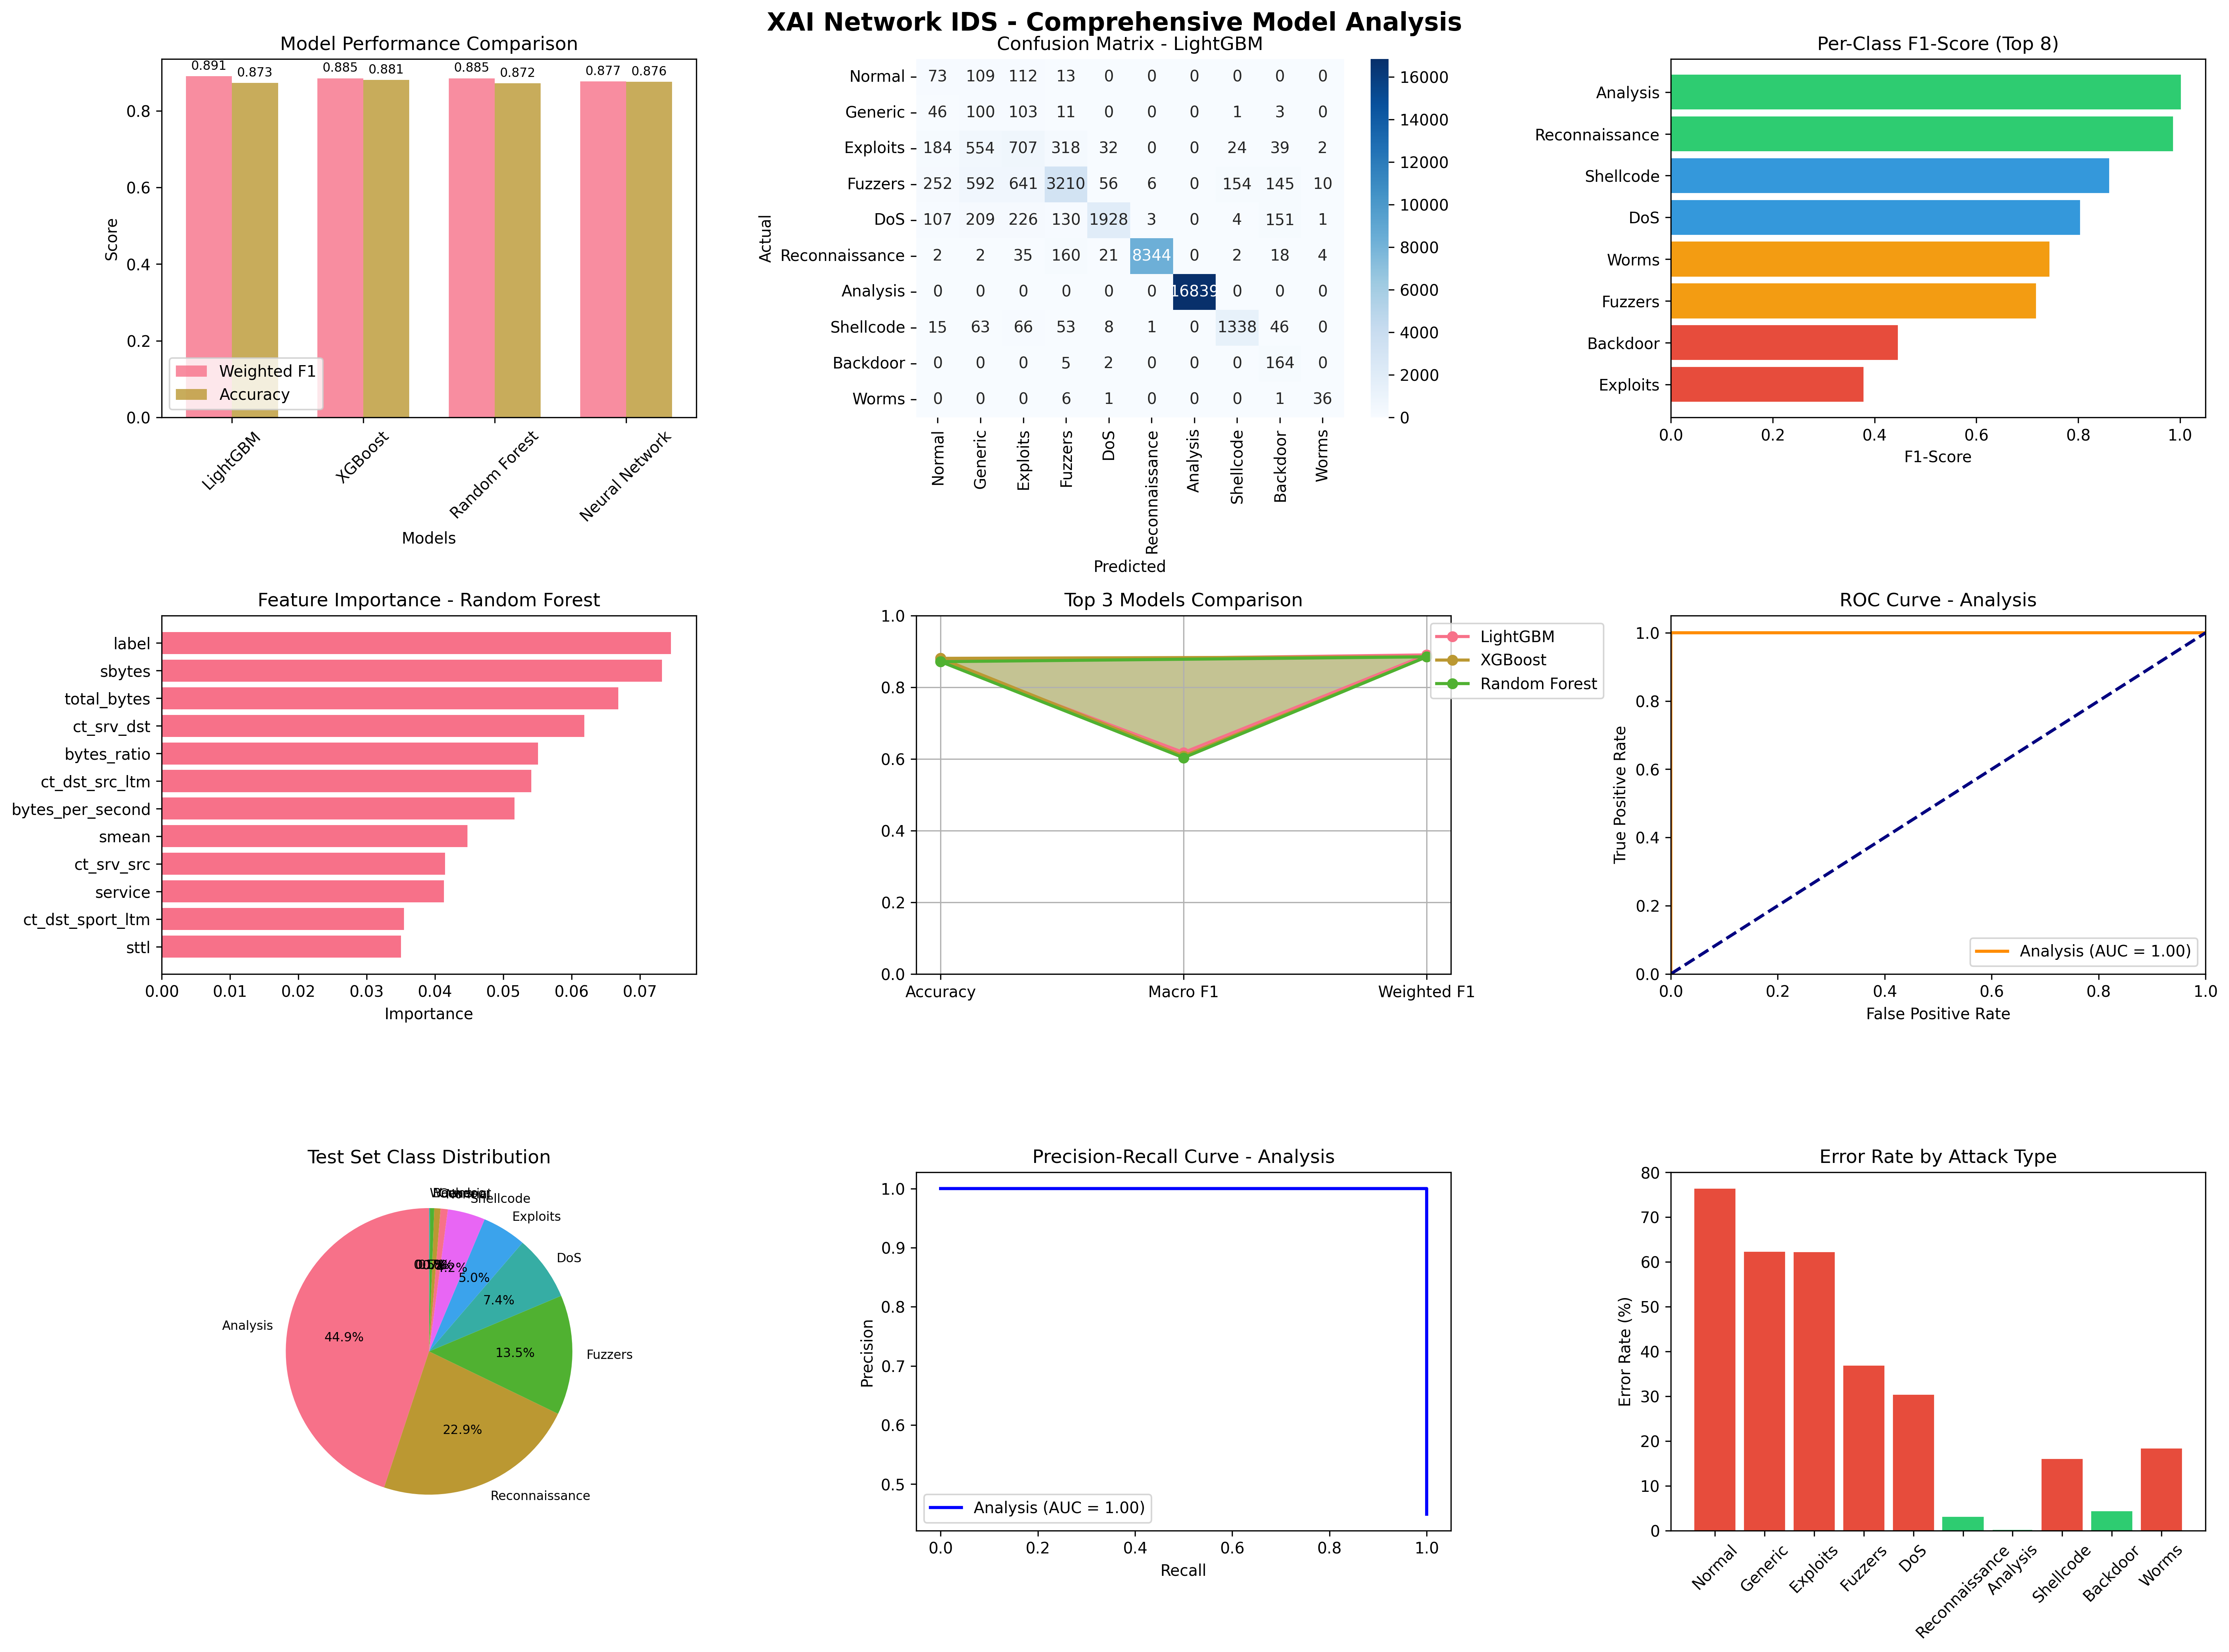 XAI Network IDS - Comprehensive Model Analysis
Model Performance Comparison
0.891
0.873
0.885
0.881
0.885
0.872
0.877
0.876
Score
0.8
0.6
0.4
0.2
0.0
Weighted F1
Accuracy
LightGBM
XGBoost
Random Forest
Neural Network
Models
Confusion Matrix - LightGBM
Actual
Normal 73 109 112 13 0 0 0 0 0 0
Generic 46 100 103 11 0 0 0 1 3 0
Exploits 184 554 707 318 32 0 0 24 39 2
Fuzzers 252 592 641 3210 56 6 0 154 145 10
DoS 107 209 226 130 1928 3 0 4 151 1
Reconnaissance 2 2 35 160 21 8344 0 2 18 4
Analysis 0 0 0 0 0 0 16839 0 0 0
Shellcode 15 63 66 53 8 1 0 1338 46 0
Backdoor 0 0 0 5 2 0 0 0 164 0
Worms 0 0 0 6 1 0 0 0 1 36
Normal
Generic
Exploits
Fuzzers
DoS
Reconnaissance
Analysis
Shellcode
Backdoor
Worms
Predicted
16000
14000
12000
10000
8000
6000
4000
2000
0
Per-Class F1-Score (Top 8)
Analysis
Reconnaissance
Shellcode
DoS
Worms
Fuzzers
Backdoor
Exploits
0.0 0.2 0.4 0.6 0.8 1.0
F1-Score
Feature Importance - Random Forest
label
sbytes
total_bytes
ct_srv_dst
bytes_ratio
ct_dst_src_ltm
bytes_per_second
smean
ct_srv_src
service
ct_dst_sport_ltm
sttl
0.00 0.01 0.02 0.03 0.04 0.05 0.06 0.07
Importance
Top 3 Models Comparison
1.0
0.8
0.6
0.4
0.2
0.0
Accuracy Macro F1 Weighted F1
LightGBM
XGBoost
Random Forest
ROC Curve - Analysis
True Positive Rate
1.0
0.8
0.6
0.4
0.2
0.0
Analysis (AUC = 1.00)
0.0 0.2 0.4 0.6 0.8 1.0
False Positive Rate
Test Set Class Distribution
Shellcode
Exploits
DoS
Fuzzers
Reconnaissance
Analysis
5.0%
7.4%
13.5%
22.9%
44.9%
Precision-Recall Curve - Analysis
Precision
1.0
0.9
0.8
0.7
0.6
0.5
Analysis (AUC = 1.00)
0.0 0.2 0.4 0.6 0.8 1.0
Recall
Error Rate by Attack Type
Error Rate (%)
80
70
60
50
40
30
20
10
0
Normal
Generic
Exploits
Fuzzers
DoS
Reconnaissance
Analysis
Shellcode
Backdoor
Worms